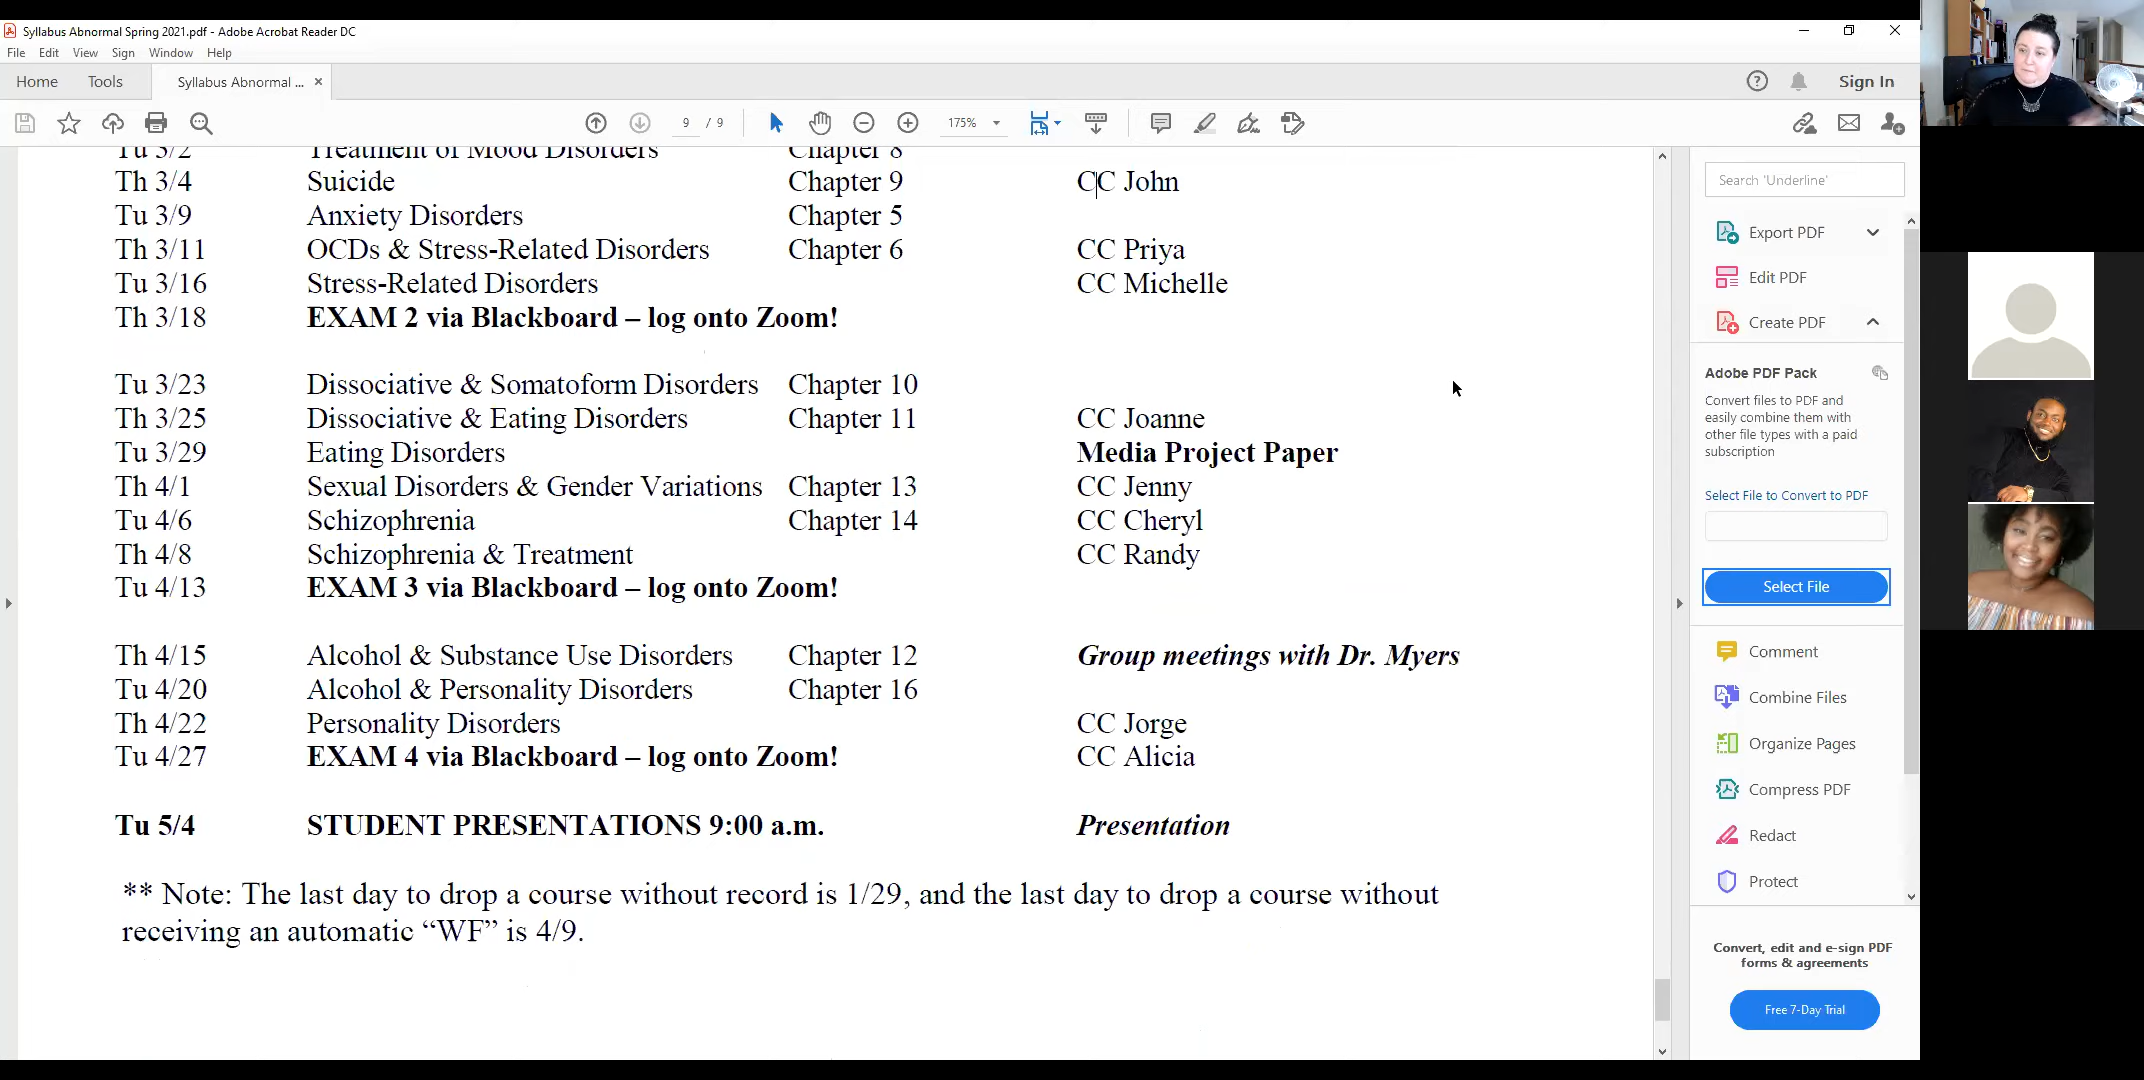 Syllabus Abnormal Spring 2021.pdf - Adobe Acrobat Reader DC
File Edit View Sign Window Help
Home Tools Syllabus Abnormal ... × Sign In
9 / 9 175%
Tu 3/2 Treatment of Mood Disorders Chapter 8
Th 3/4 Suicide Chapter 9 CC John
Tu 3/9 Anxiety Disorders Chapter 5
Th 3/11 OCDs & Stress-Related Disorders Chapter 6 CC Priya
Tu 3/16 Stress-Related Disorders CC Michelle
Th 3/18 EXAM 2 via Blackboard – log onto Zoom!
Tu 3/23 Dissociative & Somatoform Disorders Chapter 10
Th 3/25 Dissociative & Eating Disorders Chapter 11 CC Joanne
Tu 3/29 Eating Disorders Media Project Paper
Th 4/1 Sexual Disorders & Gender Variations Chapter 13 CC Jenny
Tu 4/6 Schizophrenia Chapter 14 CC Cheryl
Th 4/8 Schizophrenia & Treatment CC Randy
Tu 4/13 EXAM 3 via Blackboard – log onto Zoom!
Th 4/15 Alcohol & Substance Use Disorders Chapter 12 Group meetings with Dr. Myers
Tu 4/20 Alcohol & Personality Disorders Chapter 16
Th 4/22 Personality Disorders CC Jorge
Tu 4/27 EXAM 4 via Blackboard – log onto Zoom! CC Alicia
Tu 5/4 STUDENT PRESENTATIONS 9:00 a.m. Presentation
** Note: The last day to drop a course without record is 1/29, and the last day to drop a course without
receiving an automatic “WF” is 4/9.
Search 'Underline'
Export PDF
Edit PDF
Create PDF
Adobe PDF Pack
Convert files to PDF and
easily combine them with
other file types with a paid
subscription
Select File to Convert to PDF
Select File
Comment
Combine Files
Organize Pages
Compress PDF
Redact
Protect
Convert, edit and e-sign PDF
forms & agreements
Free 7-Day Trial